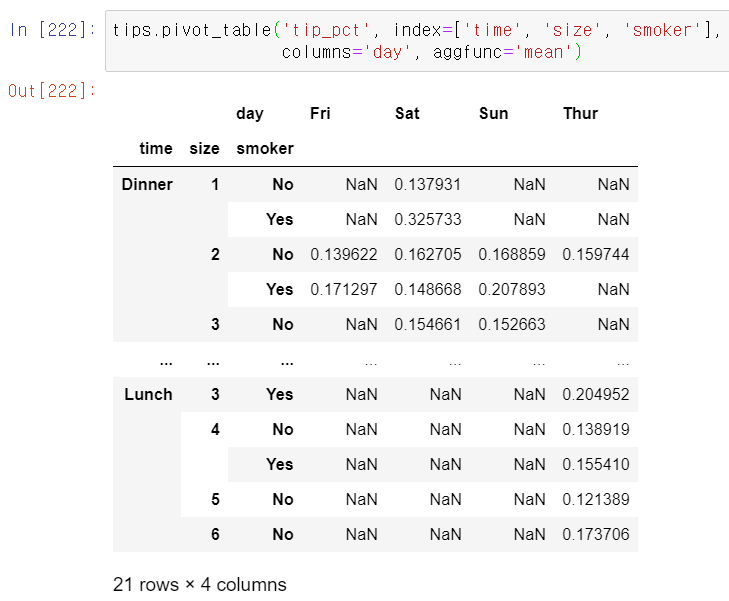 In [222]: tips.pivot_table('tip_pct', index=['time', 'size', 'smoker'],
columns='day', aggfunc='mean')
Out[222]:
day Fri Sat Sun Thur
time size smoker
Dinner 1 No NaN 0.137931 NaN NaN
Yes NaN 0.325733 NaN NaN
2 No 0.139622 0.162705 0.168859 0.159744
Yes 0.171297 0.148668 0.207893 NaN
3 No NaN 0.154661 0.152663 NaN
... ... ... ... ... ... ...
Lunch 3 Yes NaN NaN NaN 0.204952
4 No NaN NaN NaN 0.138919
Yes NaN NaN NaN 0.155410
5 No NaN NaN NaN 0.121389
6 No NaN NaN NaN 0.173706
21 rows × 4 columns